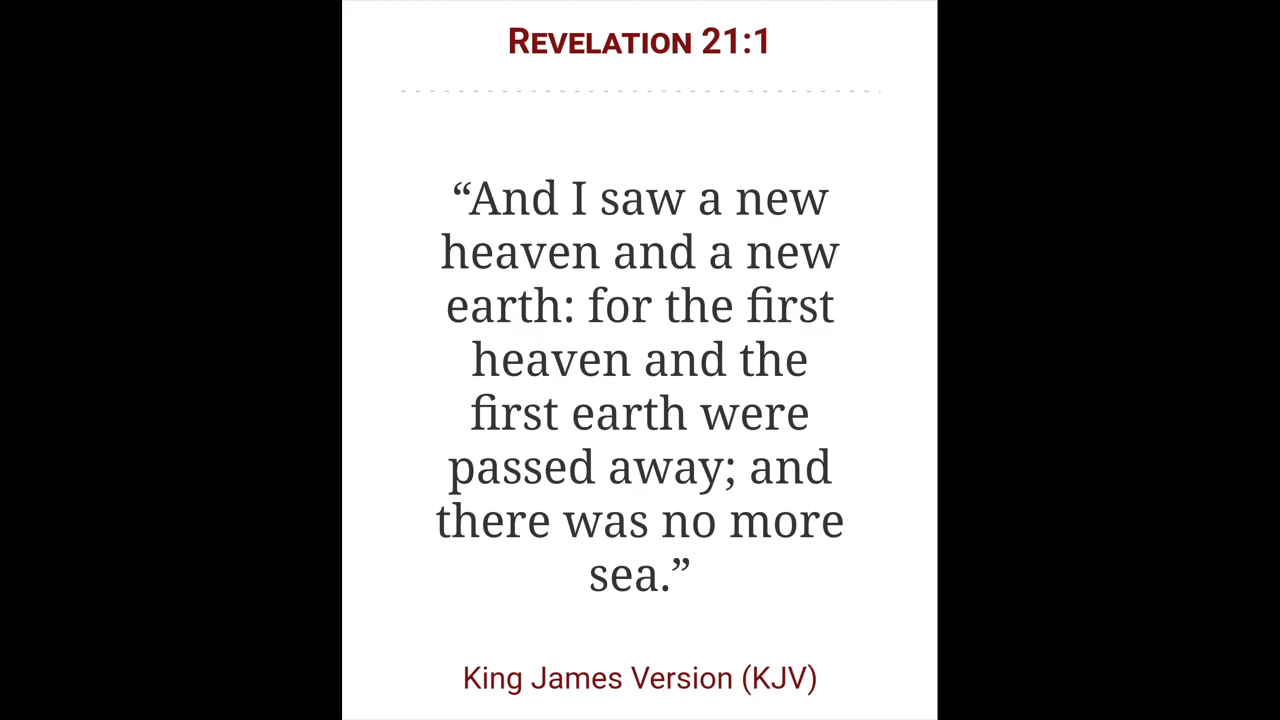 Revelation 21:1
“And I saw a new
heaven and a new
earth: for the first
heaven and the
first earth were
passed away; and
there was no more
sea.”
King James Version (KJV)